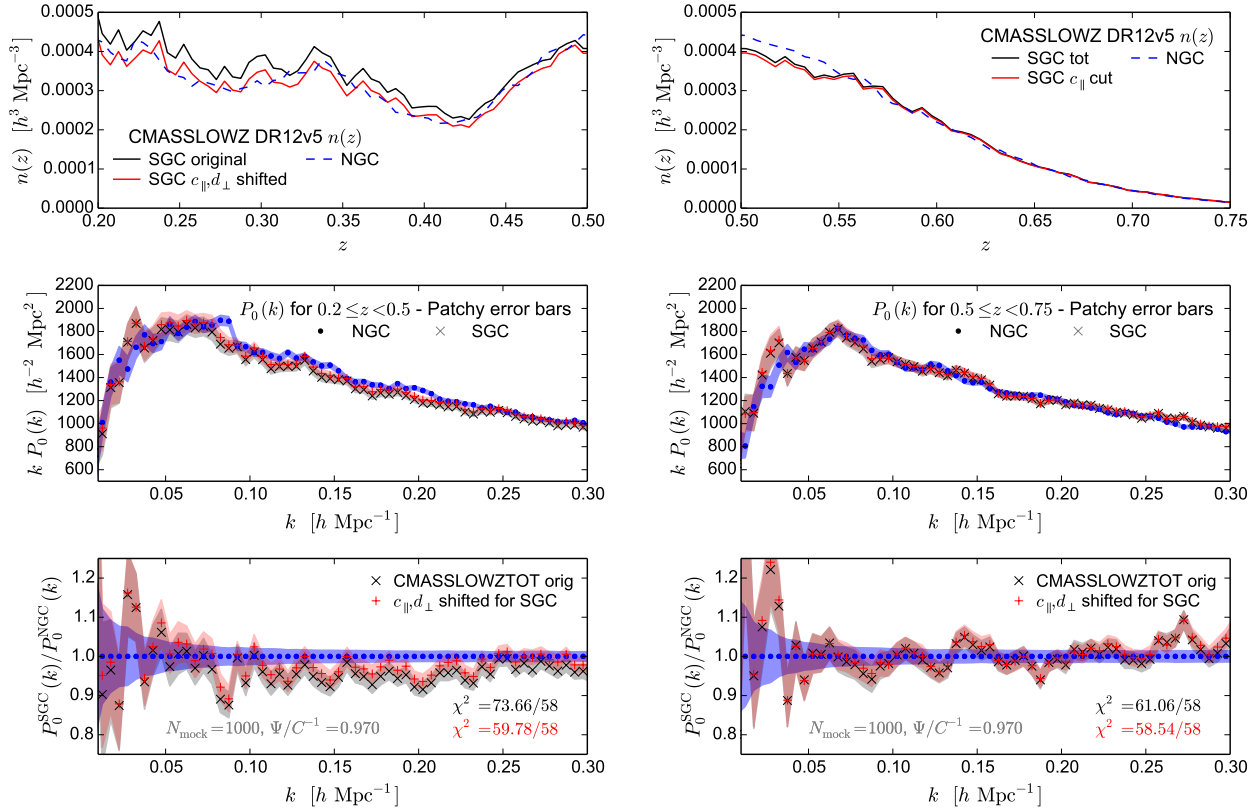 0.0005
0.0004
0.0003
0.0002
0.0001
0.0000
n(z) [h³ Mpc⁻³]
CMASSLOWZ DR12v5 n(z)
SGC original
NGC
SGC c∥,d⊥ shifted
0.20 0.25 0.30 0.35 0.40 0.45 0.50
z
0.0005
0.0004
0.0003
0.0002
0.0001
0.0000
n(z) [h³ Mpc⁻³]
CMASSLOWZ DR12v5 n(z)
SGC tot
NGC
SGC c∥ cut
0.50 0.55 0.60 0.65 0.70 0.75
z
2200
2000
1800
1600
1400
1200
1000
800
600
k P₀(k) [h⁻² Mpc²]
P₀(k) for 0.2≤z<0.5 - Patchy error bars
NGC
SGC
0.05 0.10 0.15 0.20 0.25 0.30
k [h Mpc⁻¹]
2200
2000
1800
1600
1400
1200
1000
800
600
k P₀(k) [h⁻² Mpc²]
P₀(k) for 0.5≤z<0.75 - Patchy error bars
NGC
SGC
0.05 0.10 0.15 0.20 0.25 0.30
k [h Mpc⁻¹]
1.2
1.1
1.0
0.9
0.8
P₀^SGC(k)/P₀^NGC(k)
CMASSLOWZTOT orig
c∥,d⊥ shifted for SGC
χ² =73.66/58
N_mock=1000, Ψ/C⁻¹=0.970
χ² =59.78/58
0.05 0.10 0.15 0.20 0.25 0.30
k [h Mpc⁻¹]
1.2
1.1
1.0
0.9
0.8
P₀^SGC(k)/P₀^NGC(k)
CMASSLOWZTOT orig
c∥,d⊥ shifted for SGC
χ² =61.06/58
N_mock=1000, Ψ/C⁻¹=0.970
χ² =58.54/58
0.05 0.10 0.15 0.20 0.25 0.30
k [h Mpc⁻¹]